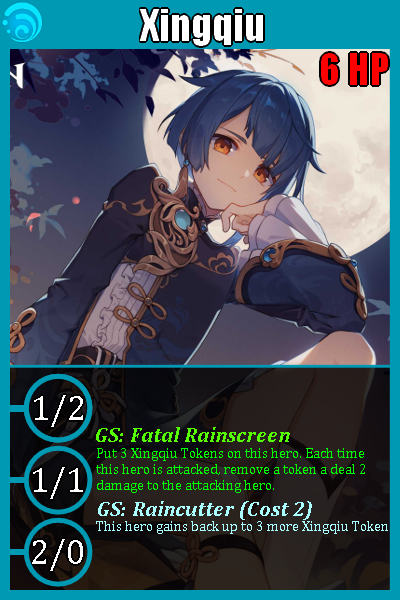 Xingqiu
6 HP
1/2
GS: Fatal Rainscreen
Put 3 Xingqiu Tokens on this hero. Each time
this hero is attacked, remove a token a deal 2
damage to the attacking hero.
1/1
GS: Raincutter (Cost 2)
This hero gains back up to 3 more Xingqiu Token
2/0